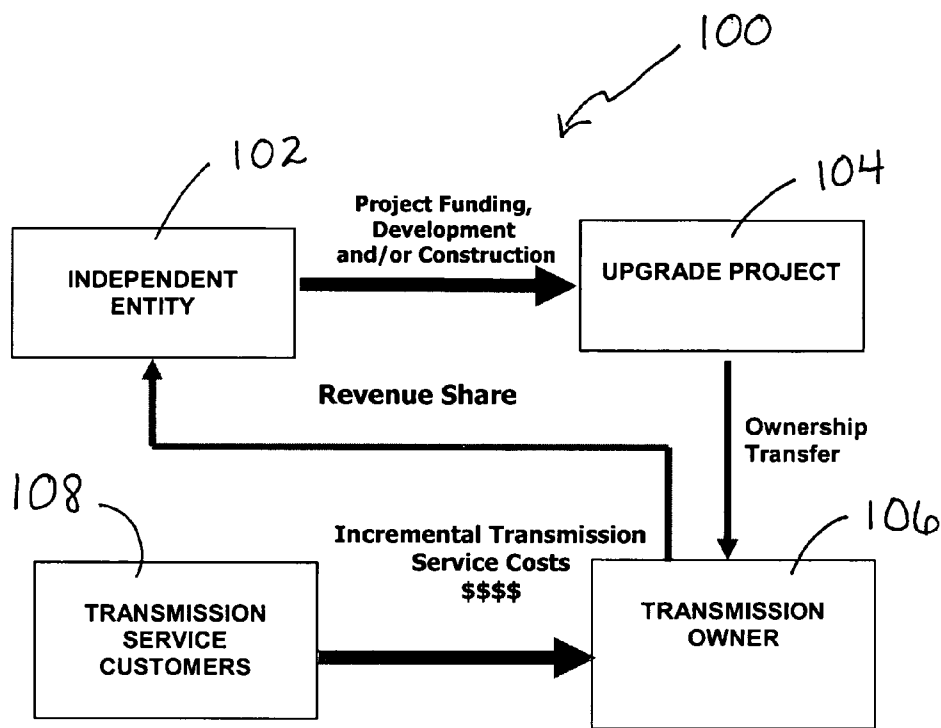 100
102
104
Project Funding,
Development
and/or Construction
INDEPENDENT
ENTITY
UPGRADE PROJECT
Revenue Share
Ownership
Transfer
108
106
Incremental Transmission
Service Costs
$$$$
TRANSMISSION
SERVICE
CUSTOMERS
TRANSMISSION
OWNER